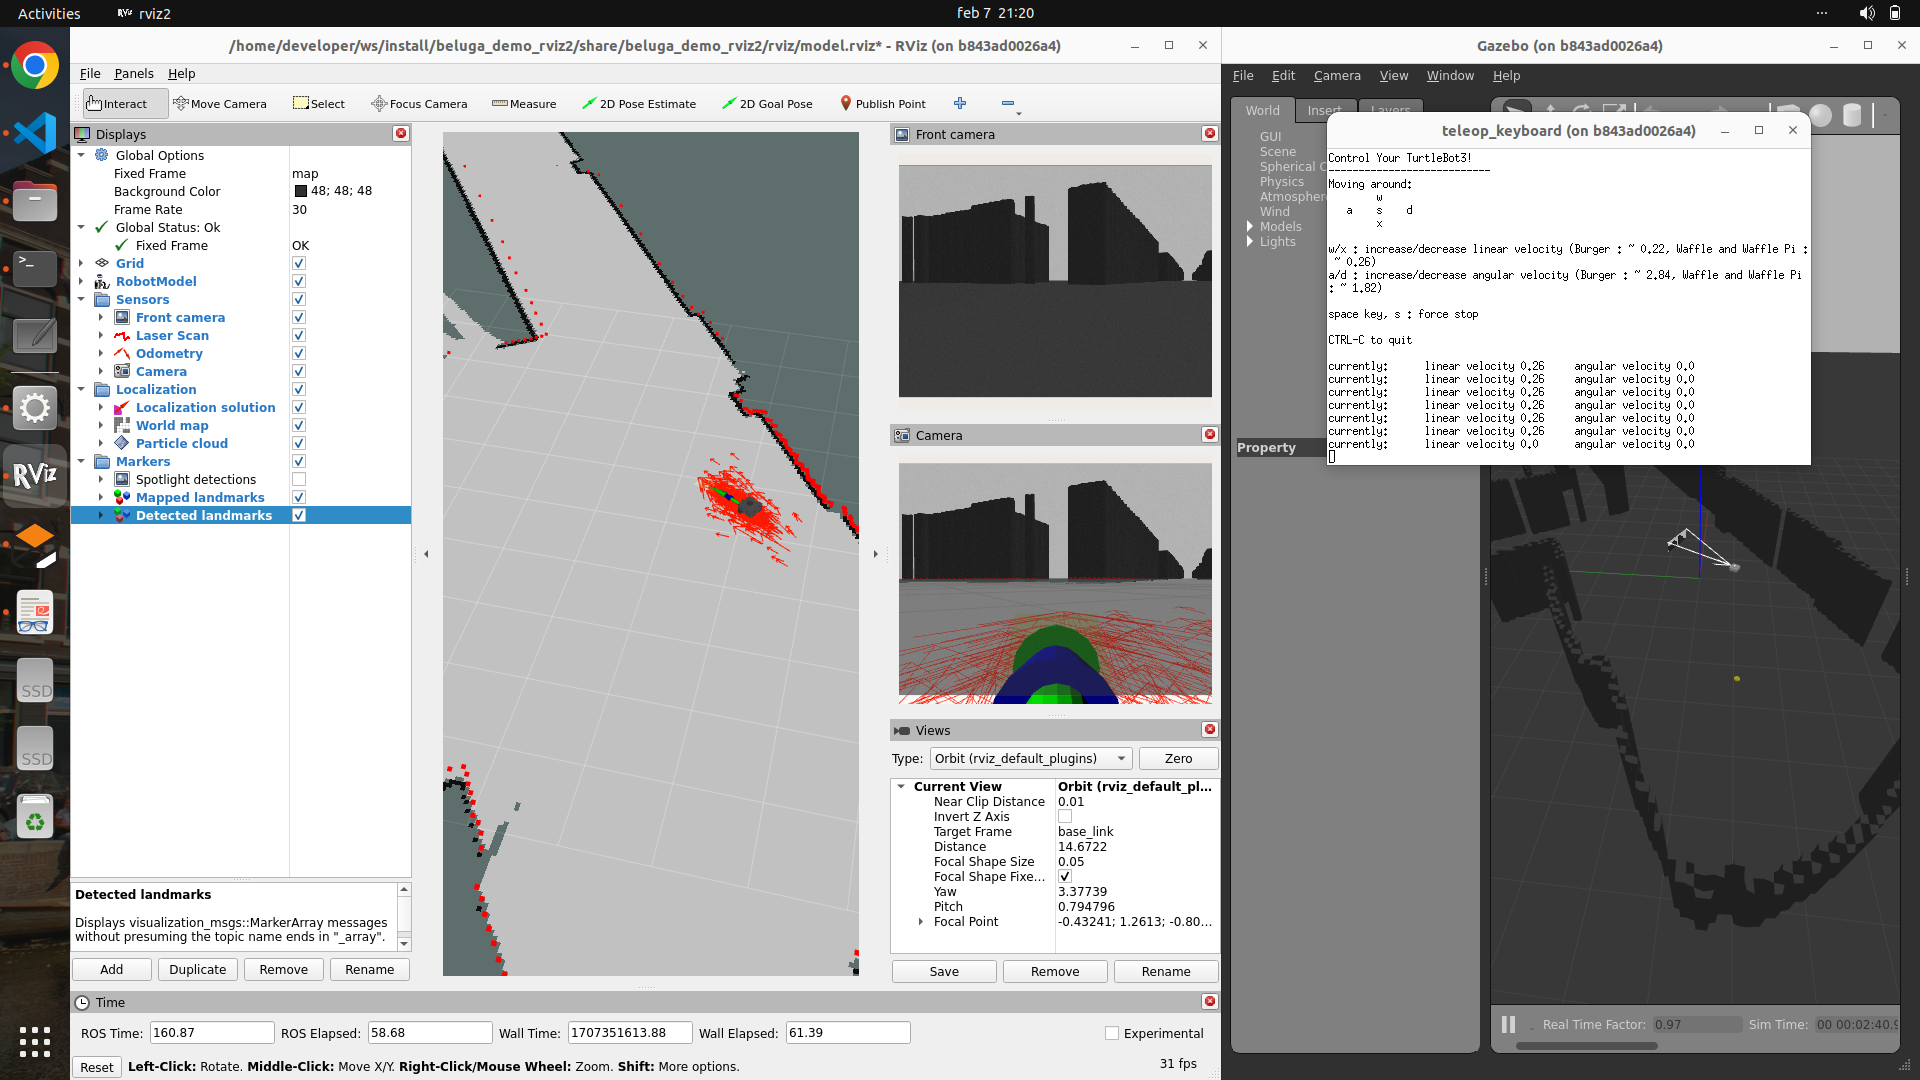 Activities
rviz2
feb 7 21:20
/home/developer/ws/install/beluga_demo_rviz2/share/beluga_demo_rviz2/rviz/model.rviz* - RViz (on b843ad0026a4)
File Panels Help
Interact Move Camera Select Focus Camera Measure 2D Pose Estimate 2D Goal Pose Publish Point
Displays
Global Options
Fixed Frame map
Background Color 48; 48; 48
Frame Rate 30
Global Status: Ok
Fixed Frame OK
Grid
RobotModel
Sensors
Front camera
Laser Scan
Odometry
Camera
Localization
Localization solution
World map
Particle cloud
Markers
Spotlight detections
Mapped landmarks
Detected landmarks
Detected landmarks
Displays visualization_msgs::MarkerArray messages
without presuming the topic name ends in "_array".
Add Duplicate Remove Rename
Front camera
Camera
Views
Type: Orbit (rviz_default_plugins) Zero
Current View Orbit (rviz_default_pl...
Near Clip Distance 0.01
Invert Z Axis
Target Frame base_link
Distance 14.6722
Focal Shape Size 0.05
Focal Shape Fixe...
Yaw 3.37739
Pitch 0.794796
Focal Point -0.43241; 1.2613; -0.80...
Save Remove Rename
Time
ROS Time: 160.87 ROS Elapsed: 58.68 Wall Time: 1707351613.88 Wall Elapsed: 61.39 Experimental
Reset Left-Click: Rotate. Middle-Click: Move X/Y. Right-Click/Mouse Wheel: Zoom. Shift: More options.
31 fps
Gazebo (on b843ad0026a4)
File Edit Camera View Window Help
World Insert Layers
GUI
Scene
Spherical C
Physics
Atmosphere
Wind
Models
Lights
Property
teleop_keyboard (on b843ad0026a4)
Control Your TurtleBot3!
---------------------------
Moving around:
w
a s d
x
w/x : increase/decrease linear velocity (Burger : ~ 0.22, Waffle and Waffle Pi :
~ 0.26)
a/d : increase/decrease angular velocity (Burger : ~ 2.84, Waffle and Waffle Pi
: ~ 1.82)
space key, s : force stop
CTRL-C to quit
currently: linear velocity 0.26 angular velocity 0.0
currently: linear velocity 0.26 angular velocity 0.0
currently: linear velocity 0.26 angular velocity 0.0
currently: linear velocity 0.26 angular velocity 0.0
currently: linear velocity 0.26 angular velocity 0.0
currently: linear velocity 0.26 angular velocity 0.0
currently: linear velocity 0.0 angular velocity 0.0
Real Time Factor: 0.97 Sim Time: 00 00:02:40.9
RViz
SSD
SSD